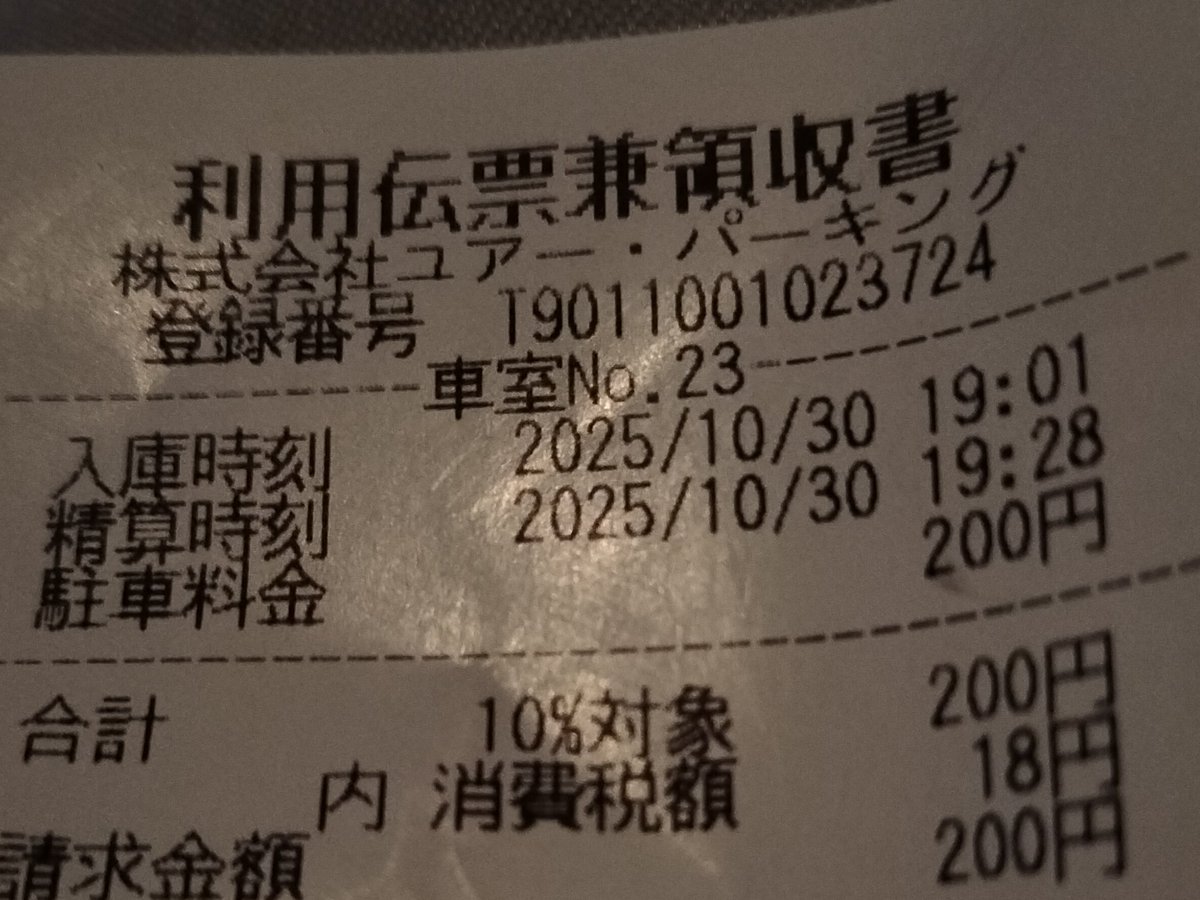 利用伝票兼領収書
株式会社ユアー・パーキング
登録番号 T9011001023724
車室No.23
入庫時刻 2025/10/30 19:01
精算時刻 2025/10/30 19:28
駐車料金 200円
合計 10%対象 200円
内 消費税額 18円
請求金額 200円